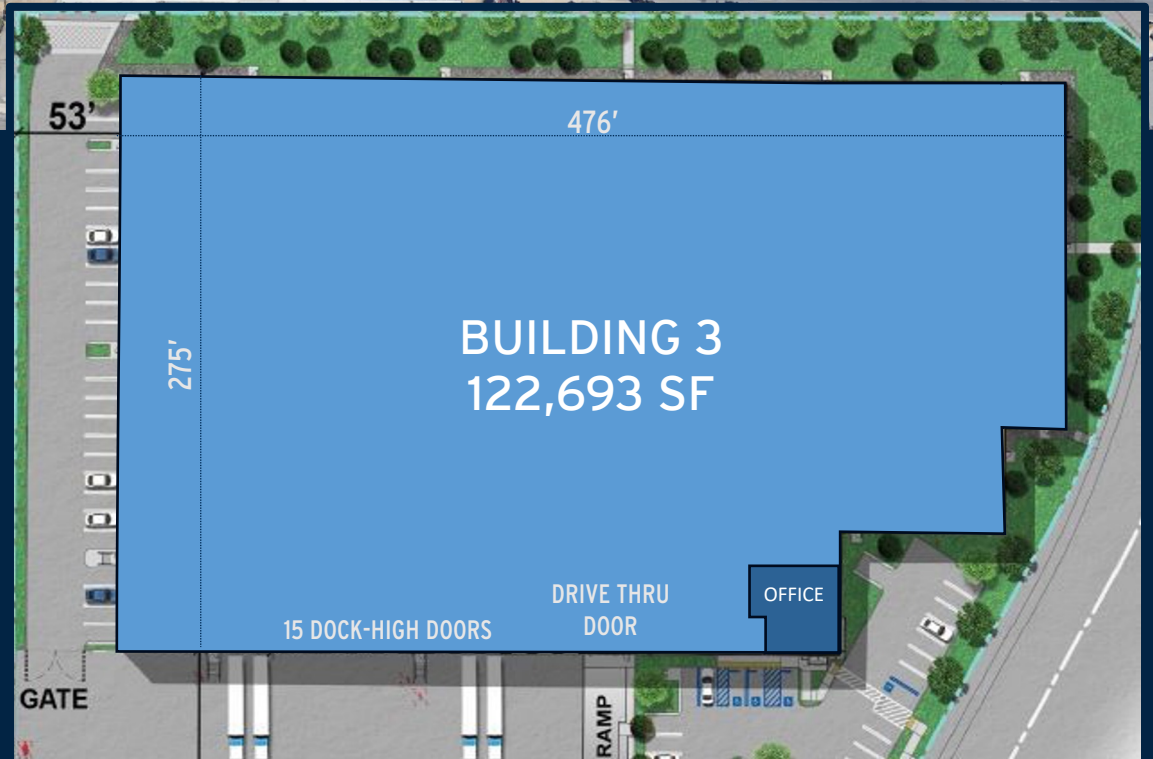 53'
476'
275'
BUILDING 3
122,693 SF
DRIVE THRU
DOOR
OFFICE
15 DOCK-HIGH DOORS
GATE
RAMP